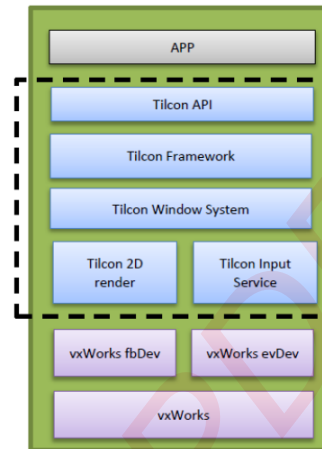 APP
Tilcon API
Tilcon Framework
Tilcon Window System
Tilcon 2D
render
Tilcon Input
Service
vxWorks fbDev
vxWorks evDev
vxWorks